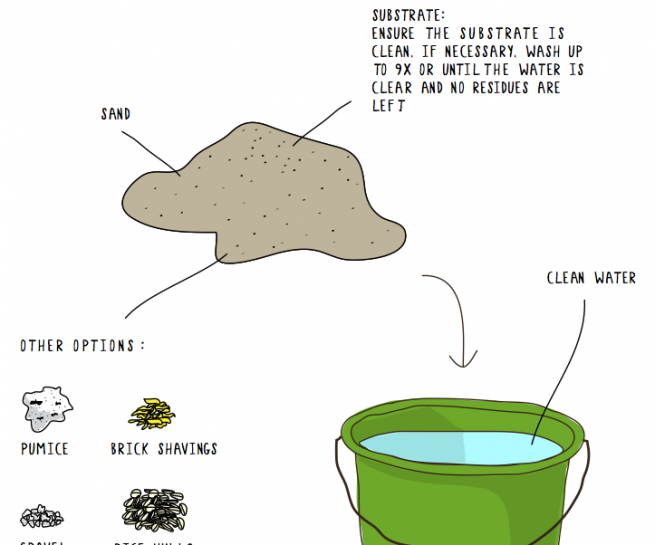 SUBSTRATE:
ENSURE THE SUBSTRATE IS
CLEAN. IF NECESSARY, WASH UP
TO 9X OR UNTIL THE WATER IS
CLEAR AND NO RESIDUES ARE
LEFT
SAND
CLEAN WATER
OTHER OPTIONS:
PUMICE
BRICK SHAVINGS